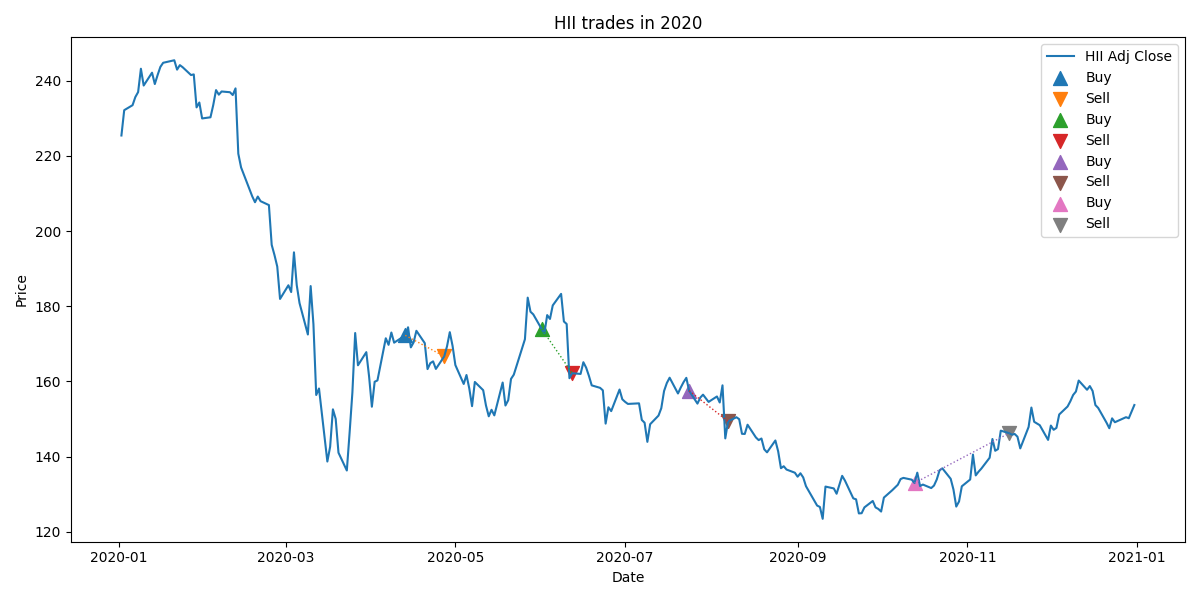 HII trades in 2020
HII Adj Close
Buy
Sell
Buy
Sell
Buy
Sell
Buy
Sell
Price
240
220
200
180
160
140
120
2020-01
2020-03
2020-05
2020-07
2020-09
2020-11
2021-01
Date